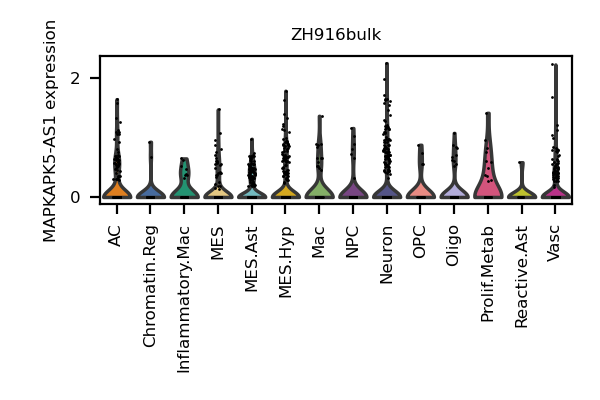 ZH916bulk
MAPKAPK5-AS1 expression
2
0
AC
Chromatin.Reg
Inflammatory.Mac
MES
MES.Ast
MES.Hyp
Mac
NPC
Neuron
OPC
Oligo
Prolif.Metab
Reactive.Ast
Vasc